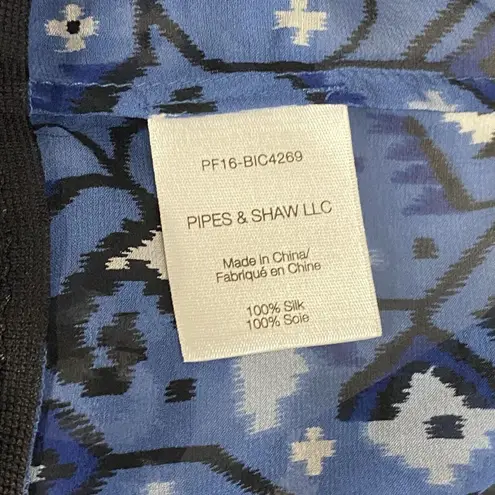 PF16-BIC4269
PIPES & SHAW LLC
Made in China/
Fabriqué en Chine
100% Silk
100% Soie